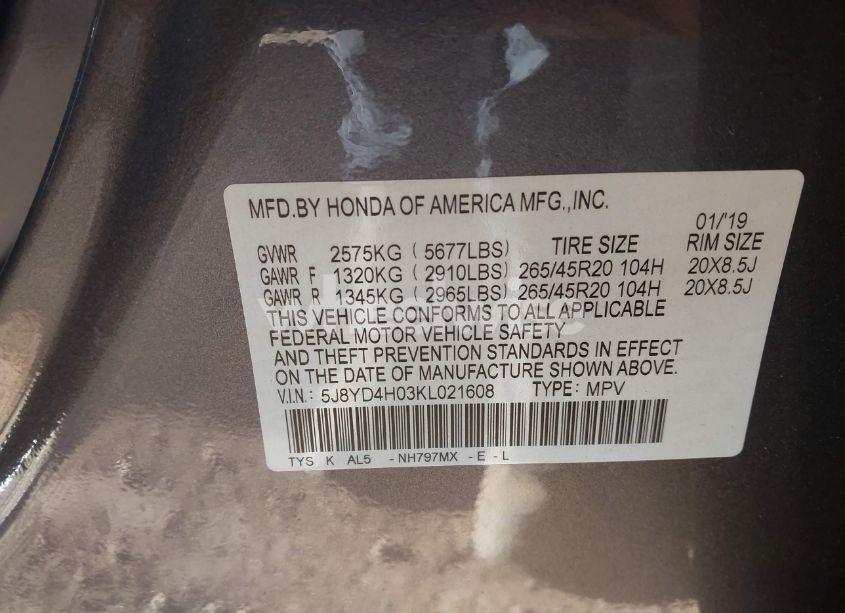 MFD.BY HONDA OF AMERICA MFG.,INC.
01/'19
GVWR 2575KG ( 5677LBS) TIRE SIZE RIM SIZE
GAWR F 1320KG ( 2910LBS) 265/45R20 104H 20X8.5J
GAWR R 1345KG ( 2965LBS) 265/45R20 104H 20X8.5J
THIS VEHICLE CONFORMS TO ALL APPLICABLE
FEDERAL MOTOR VEHICLE SAFETY
AND THEFT PREVENTION STANDARDS IN EFFECT
ON THE DATE OF MANUFACTURE SHOWN ABOVE.
V.I.N.: 5J8YD4H03KL021608 TYPE: MPV
TYS K AL5 - NH797MX - E - L